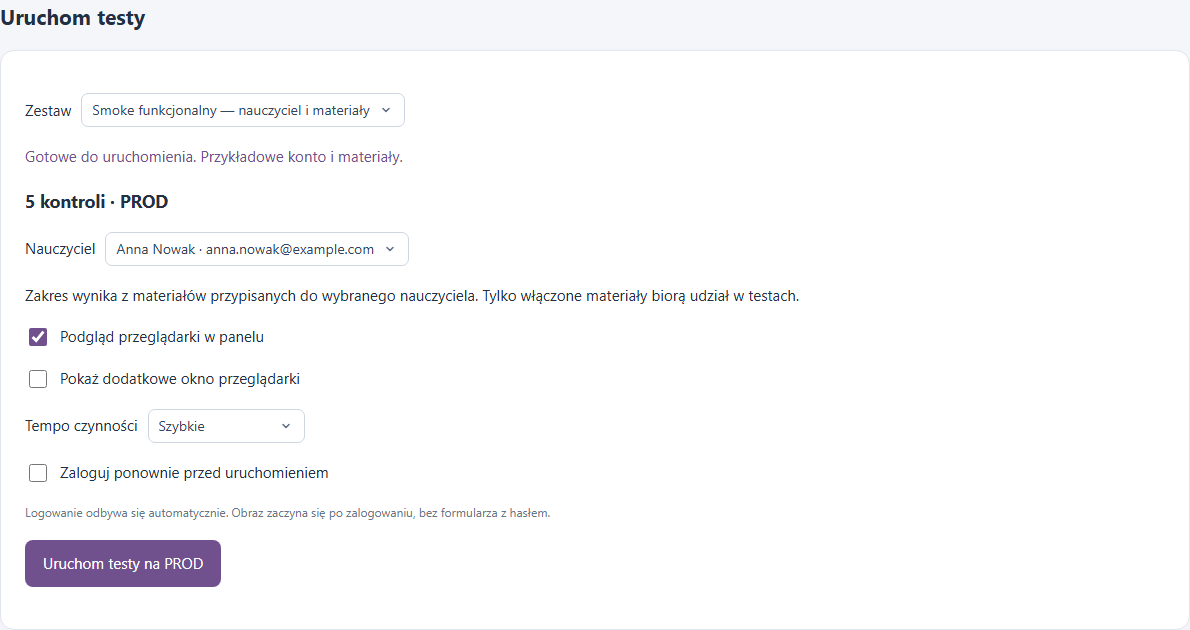 Uruchom testy
Zestaw Smoke funkcjonalny — nauczyciel i materiały
Gotowe do uruchomienia. Przykładowe konto i materiały.
5 kontroli · PROD
Nauczyciel Anna Nowak · anna.nowak@example.com
Zakres wynika z materiałów przypisanych do wybranego nauczyciela. Tylko włączone materiały biorą udział w testach.
Podgląd przeglądarki w panelu
Pokaż dodatkowe okno przeglądarki
Tempo czynności Szybkie
Zaloguj ponownie przed uruchomieniem
Logowanie odbywa się automatycznie. Obraz zaczyna się po zalogowaniu, bez formularza z hasłem.
Uruchom testy na PROD